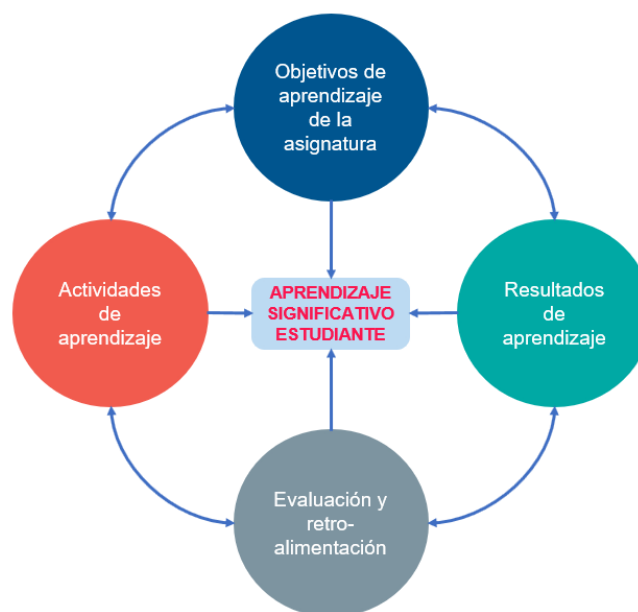 Objetivos de
aprendizaje
de la
asignatura
Actividades
de
aprendizaje
APRENDIZAJE
SIGNIFICATIVO
ESTUDIANTE
Resultados
de
aprendizaje
Evaluación y
retro-
alimentación